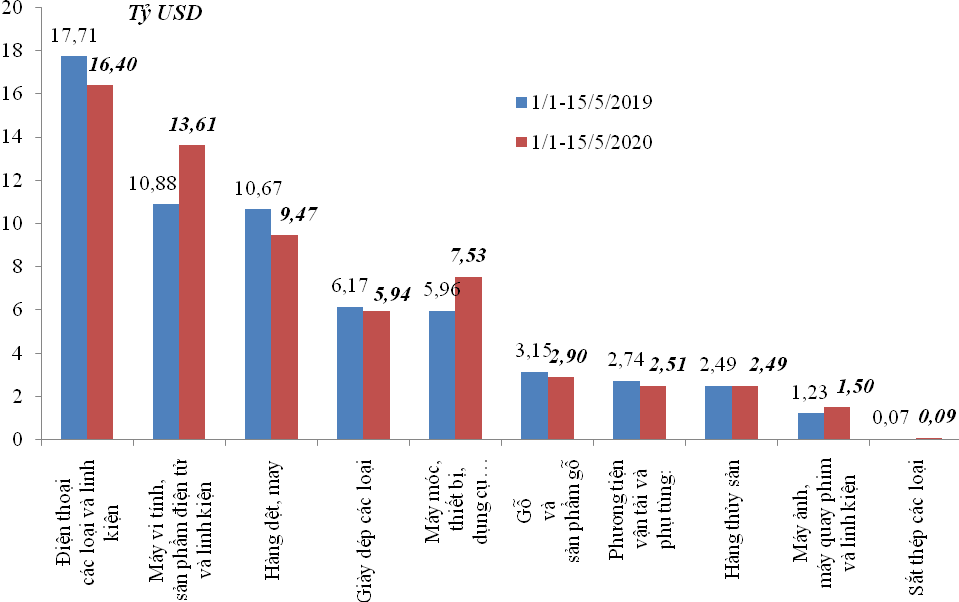 Tỷ USD
20
18
16
14
12
10
8
6
4
2
0
17,71
16,40
10,88
13,61
10,67
9,47
6,17
5,94
5,96
7,53
3,15
2,90
2,74
2,51
2,49
2,49
1,23
1,50
0,07
0,09
1/1-15/5/2019
1/1-15/5/2020
Điện thoại
các loại và linh
kiện
Máy vi tính,
sản phẩm điện tử
và linh kiện
Hàng dệt, may
Giày dép các loại
Máy móc,
thiết bị,
dụng cụ…
Gỗ
và
sản phẩm gỗ
Phương tiện
vận tải và
phụ tùng:
Hàng thủy sản
Máy ảnh,
máy quay phim
và linh kiện
Sắt thép các loại